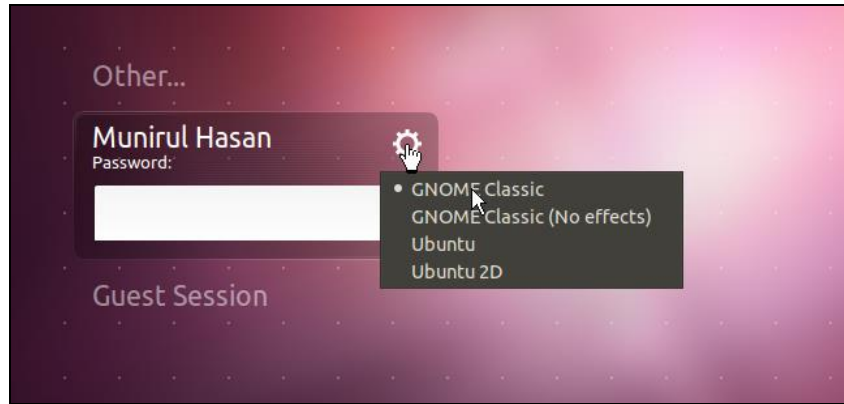 Other...
Munirul Hasan
Password:
GNOME Classic
GNOME Classic (No effects)
Ubuntu
Ubuntu 2D
Guest Session